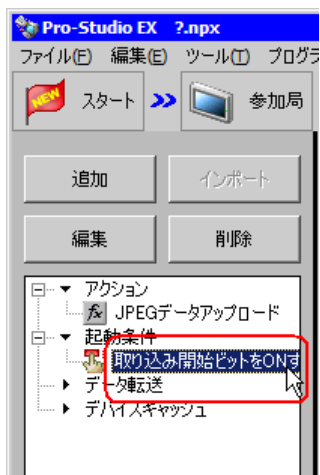 Pro-Studio EX ?.npx
ファイル(F) 編集(E) ツール(T) プログラ
NEW スタート 参加局
追加 インポート
編集 削除
アクション
fx JPEGデータアップロード
起動条件
取り込み開始ビットをONす
データ転送
デバイスキャッシュ